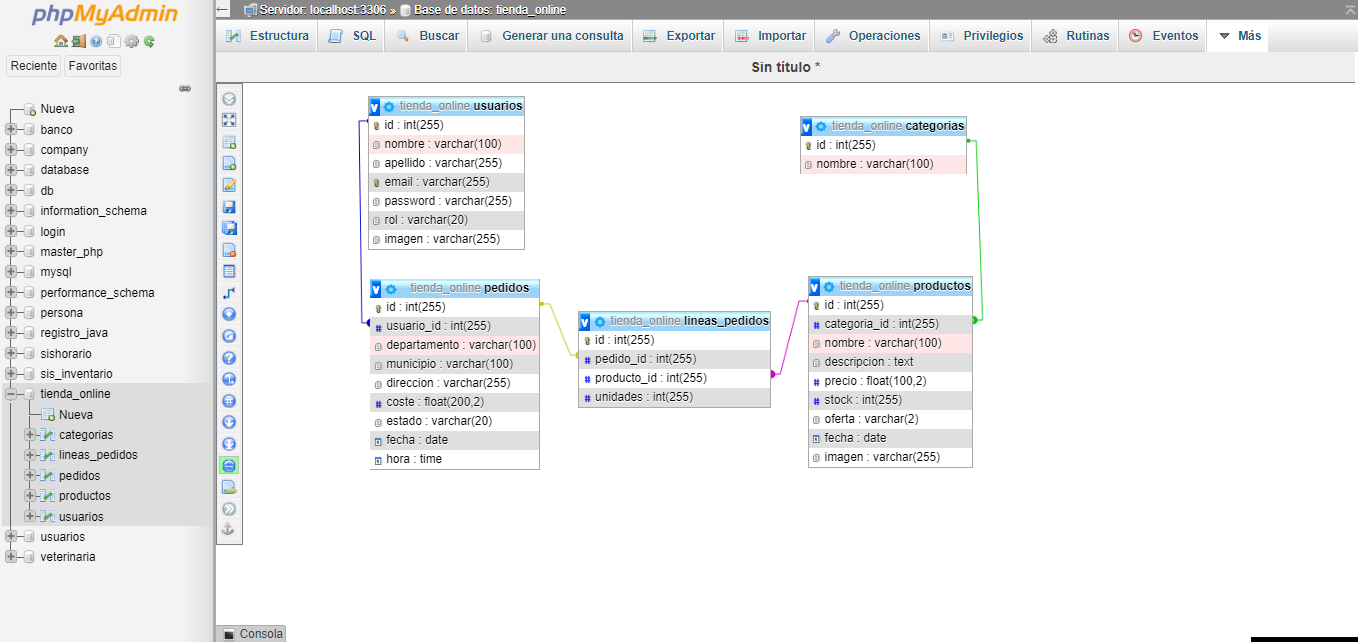 phpMyAdmin
Reciente Favoritas
Nueva
banco
company
database
db
information_schema
login
master_php
mysql
performance_schema
persona
registro_java
sishorario
sis_inventario
tienda_online
Nueva
categorias
lineas_pedidos
pedidos
productos
usuarios
usuarios
veterinaria
Servidor: localhost:3306 » Base de datos: tienda_online
Estructura SQL Buscar Generar una consulta Exportar Importar Operaciones Privilegios Rutinas Eventos Más
Sin título *
v tienda_online usuarios
id : int(255)
nombre : varchar(100)
apellido : varchar(255)
email : varchar(255)
password : varchar(255)
rol : varchar(20)
imagen : varchar(255)
v tienda_online categorias
id : int(255)
nombre : varchar(100)
v tienda_online pedidos
id : int(255)
# usuario_id : int(255)
departamento : varchar(100)
municipio : varchar(100)
direccion : varchar(255)
# coste : float(200,2)
estado : varchar(20)
fecha : date
hora : time
v tienda_online lineas_pedidos
id : int(255)
# pedido_id : int(255)
# producto_id : int(255)
# unidades : int(255)
v tienda_online productos
id : int(255)
# categoria_id : int(255)
nombre : varchar(100)
descripcion : text
# precio : float(100,2)
# stock : int(255)
oferta : varchar(2)
fecha : date
imagen : varchar(255)
Consola